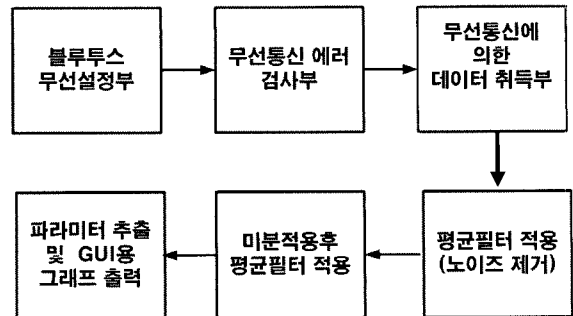 블루투스
무선설정부
무선통신 에러
검사부
무선통신에
의한
데이터 취득부
평균필터 적용
(노이즈 제거)
미분적용후
평균필터 적용
파라미터 추출
및 GUI용
그래프 출력